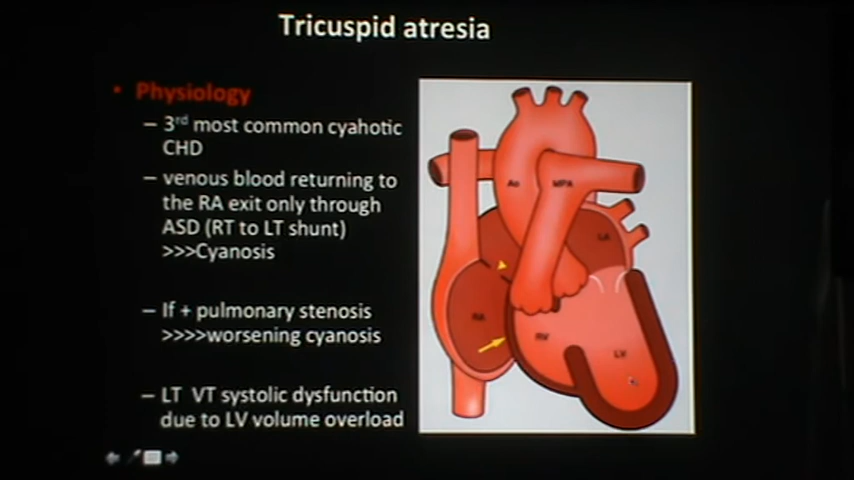 Tricuspid atresia
• Physiology
– 3rd most common cyahotic
CHD
– venous blood returning to
the RA exit only through
ASD (RT to LT shunt)
>>>Cyanosis
– If + pulmonary stenosis
>>>>worsening cyanosis
– LT VT systolic dysfunction
due to LV volume overload
Ao
MPA
LA
RA
RV
LV